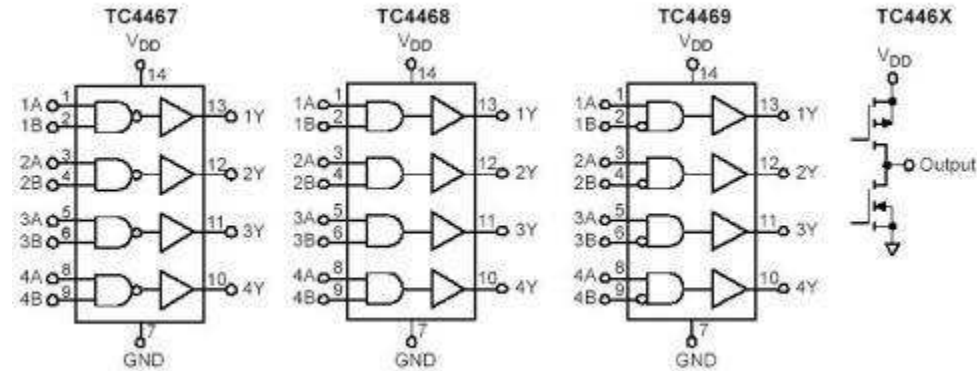 TC4467
VDD
14
1A 1
1B 2
13 1Y
2A 3
2B 4
12 2Y
3A 5
3B 6
11 3Y
4A 8
4B 9
10 4Y
7
GND
TC4468
VDD
14
1A 1
1B 2
13 1Y
2A 3
2B 4
12 2Y
3A 5
3B 6
11 3Y
4A 8
4B 9
10 4Y
7
GND
TC4469
VDD
14
1A 1
1B 2
13 1Y
2A 3
2B 4
12 2Y
3A 5
3B 6
11 3Y
4A 8
4B 9
10 4Y
7
GND
TC446X
VDD
Output